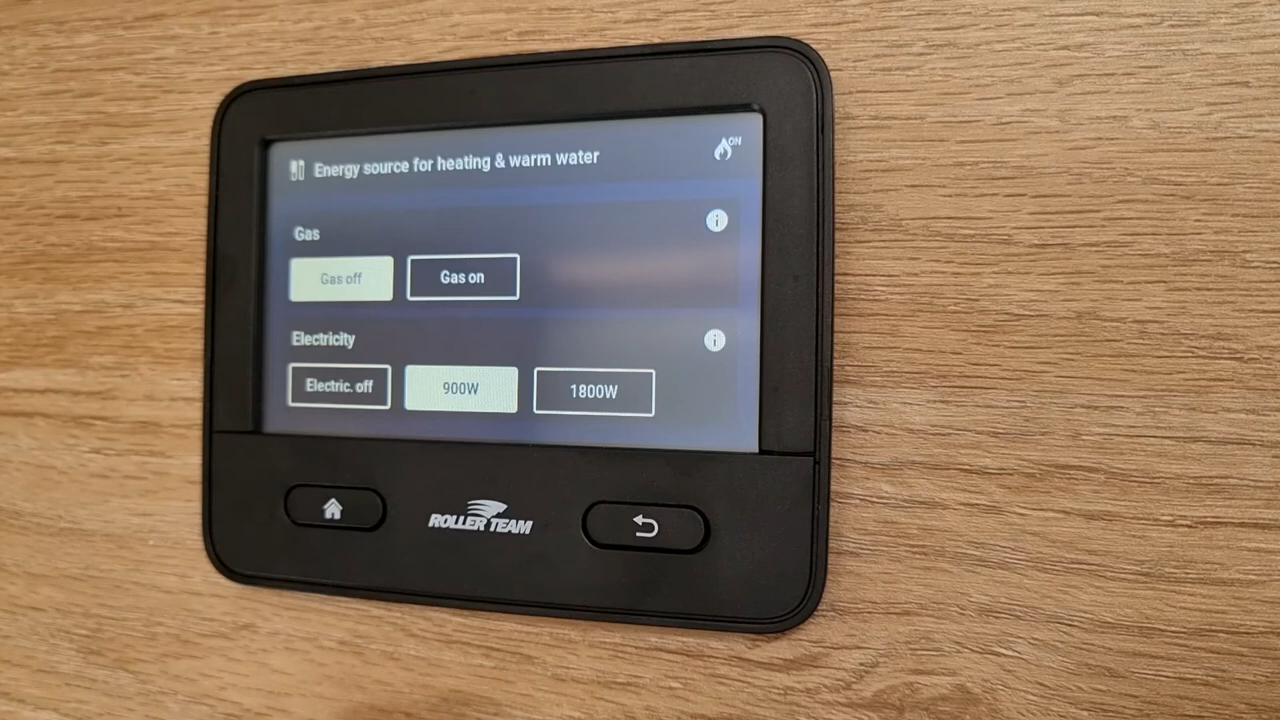 Energy source for heating & warm water
ON
Gas
Gas off
Gas on
Electricity
Electric. off
900W
1800W
ROLLER TEAM